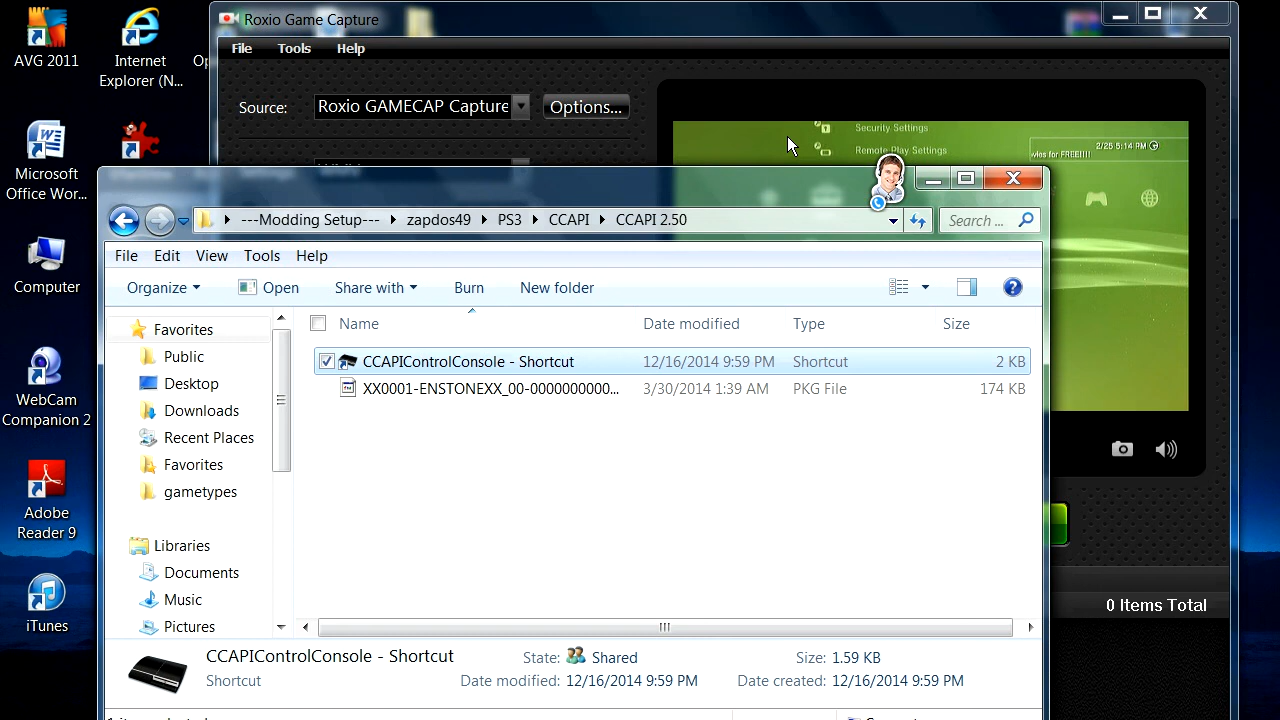 AVG 2011
Internet
Explorer (N...
Microsoft
Office Wor...
Computer
WebCam
Companion 2
Adobe
Reader 9
iTunes
Roxio Game Capture
File Tools Help
Source: Roxio GAMECAP Capture Options...
Security Settings
Remote Play Settings
vies for FREE!!!!
2/25 5:14 PM
---Modding Setup--- zapdos49 PS3 CCAPI CCAPI 2.50
Search ...
File Edit View Tools Help
Organize Open Share with Burn New folder
Name Date modified Type Size
CCAPIControlConsole - Shortcut 12/16/2014 9:59 PM Shortcut 2 KB
XX0001-ENSTONEXX_00-0000000000... 3/30/2014 1:39 AM PKG File 174 KB
Favorites
Public
Desktop
Downloads
Recent Places
Favorites
gametypes
Libraries
Documents
Music
Pictures
0 Items Total
CCAPIControlConsole - Shortcut
Shortcut
State: Shared
Date modified: 12/16/2014 9:59 PM
Size: 1.59 KB
Date created: 12/16/2014 9:59 PM